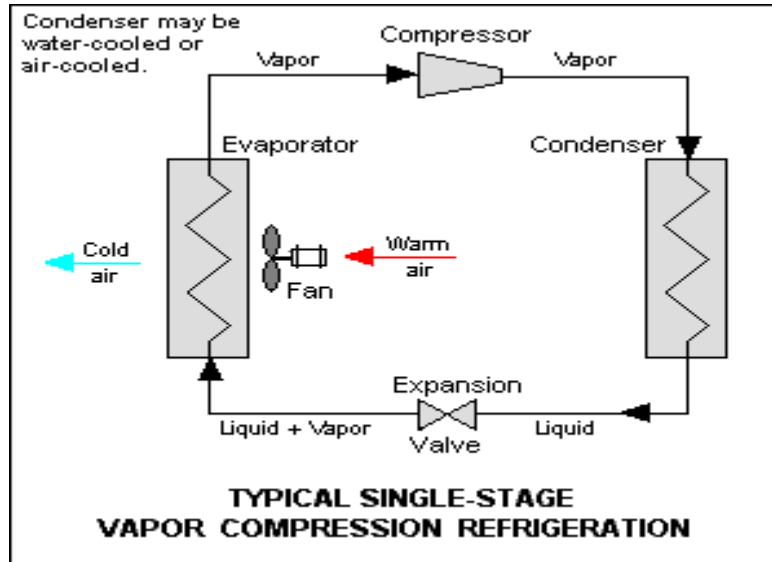 Condenser may be
water-cooled or
air-cooled.
Compressor
Vapor
Vapor
Evaporator
Condenser
Cold
air
Warm
air
Fan
Expansion
Valve
Liquid + Vapor
Liquid
TYPICAL SINGLE-STAGE
VAPOR COMPRESSION REFRIGERATION